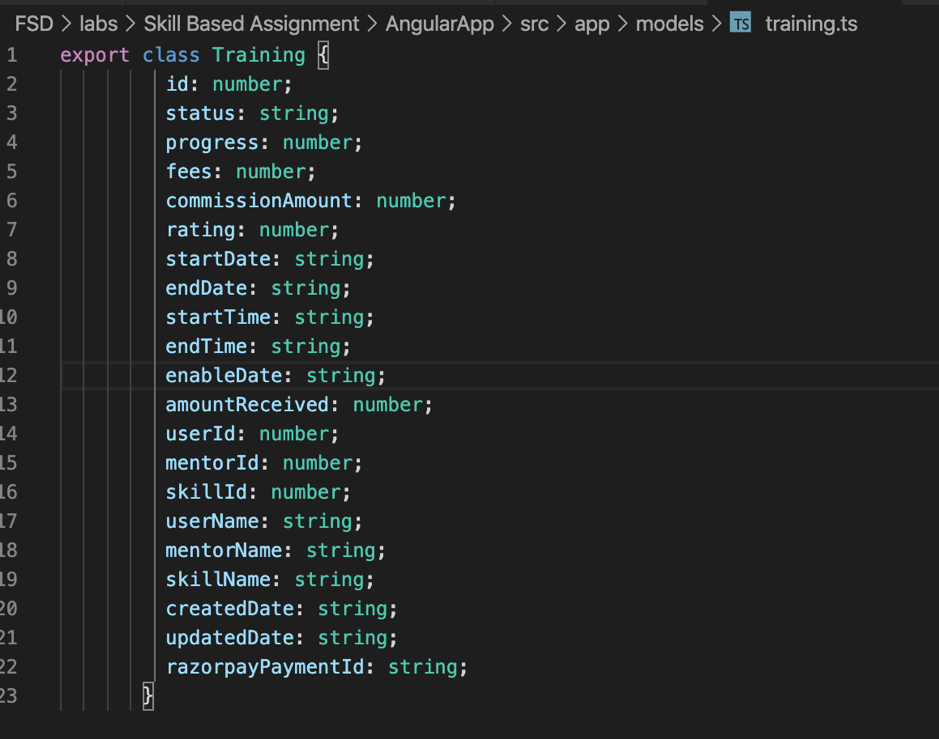 FSD > labs > Skill Based Assignment > AngularApp > src > app > models > TS training.ts
1 export class Training {
2 id: number;
3 status: string;
4 progress: number;
5 fees: number;
6 commissionAmount: number;
7 rating: number;
8 startDate: string;
9 endDate: string;
10 startTime: string;
11 endTime: string;
12 enableDate: string;
13 amountReceived: number;
14 userId: number;
15 mentorId: number;
16 skillId: number;
17 userName: string;
18 mentorName: string;
19 skillName: string;
20 createdDate: string;
21 updatedDate: string;
22 razorpayPaymentId: string;
23 }